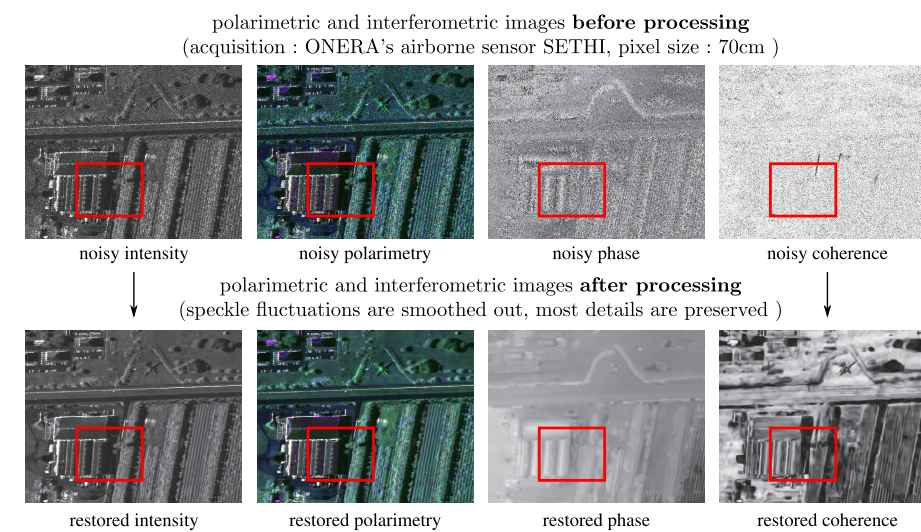 polarimetric and interferometric images before processing
(acquisition : ONERA's airborne sensor SETHI, pixel size : 70cm )
noisy intensity
noisy polarimetry
noisy phase
noisy coherence
polarimetric and interferometric images after processing
(speckle fluctuations are smoothed out, most details are preserved )
restored intensity
restored polarimetry
restored phase
restored coherence